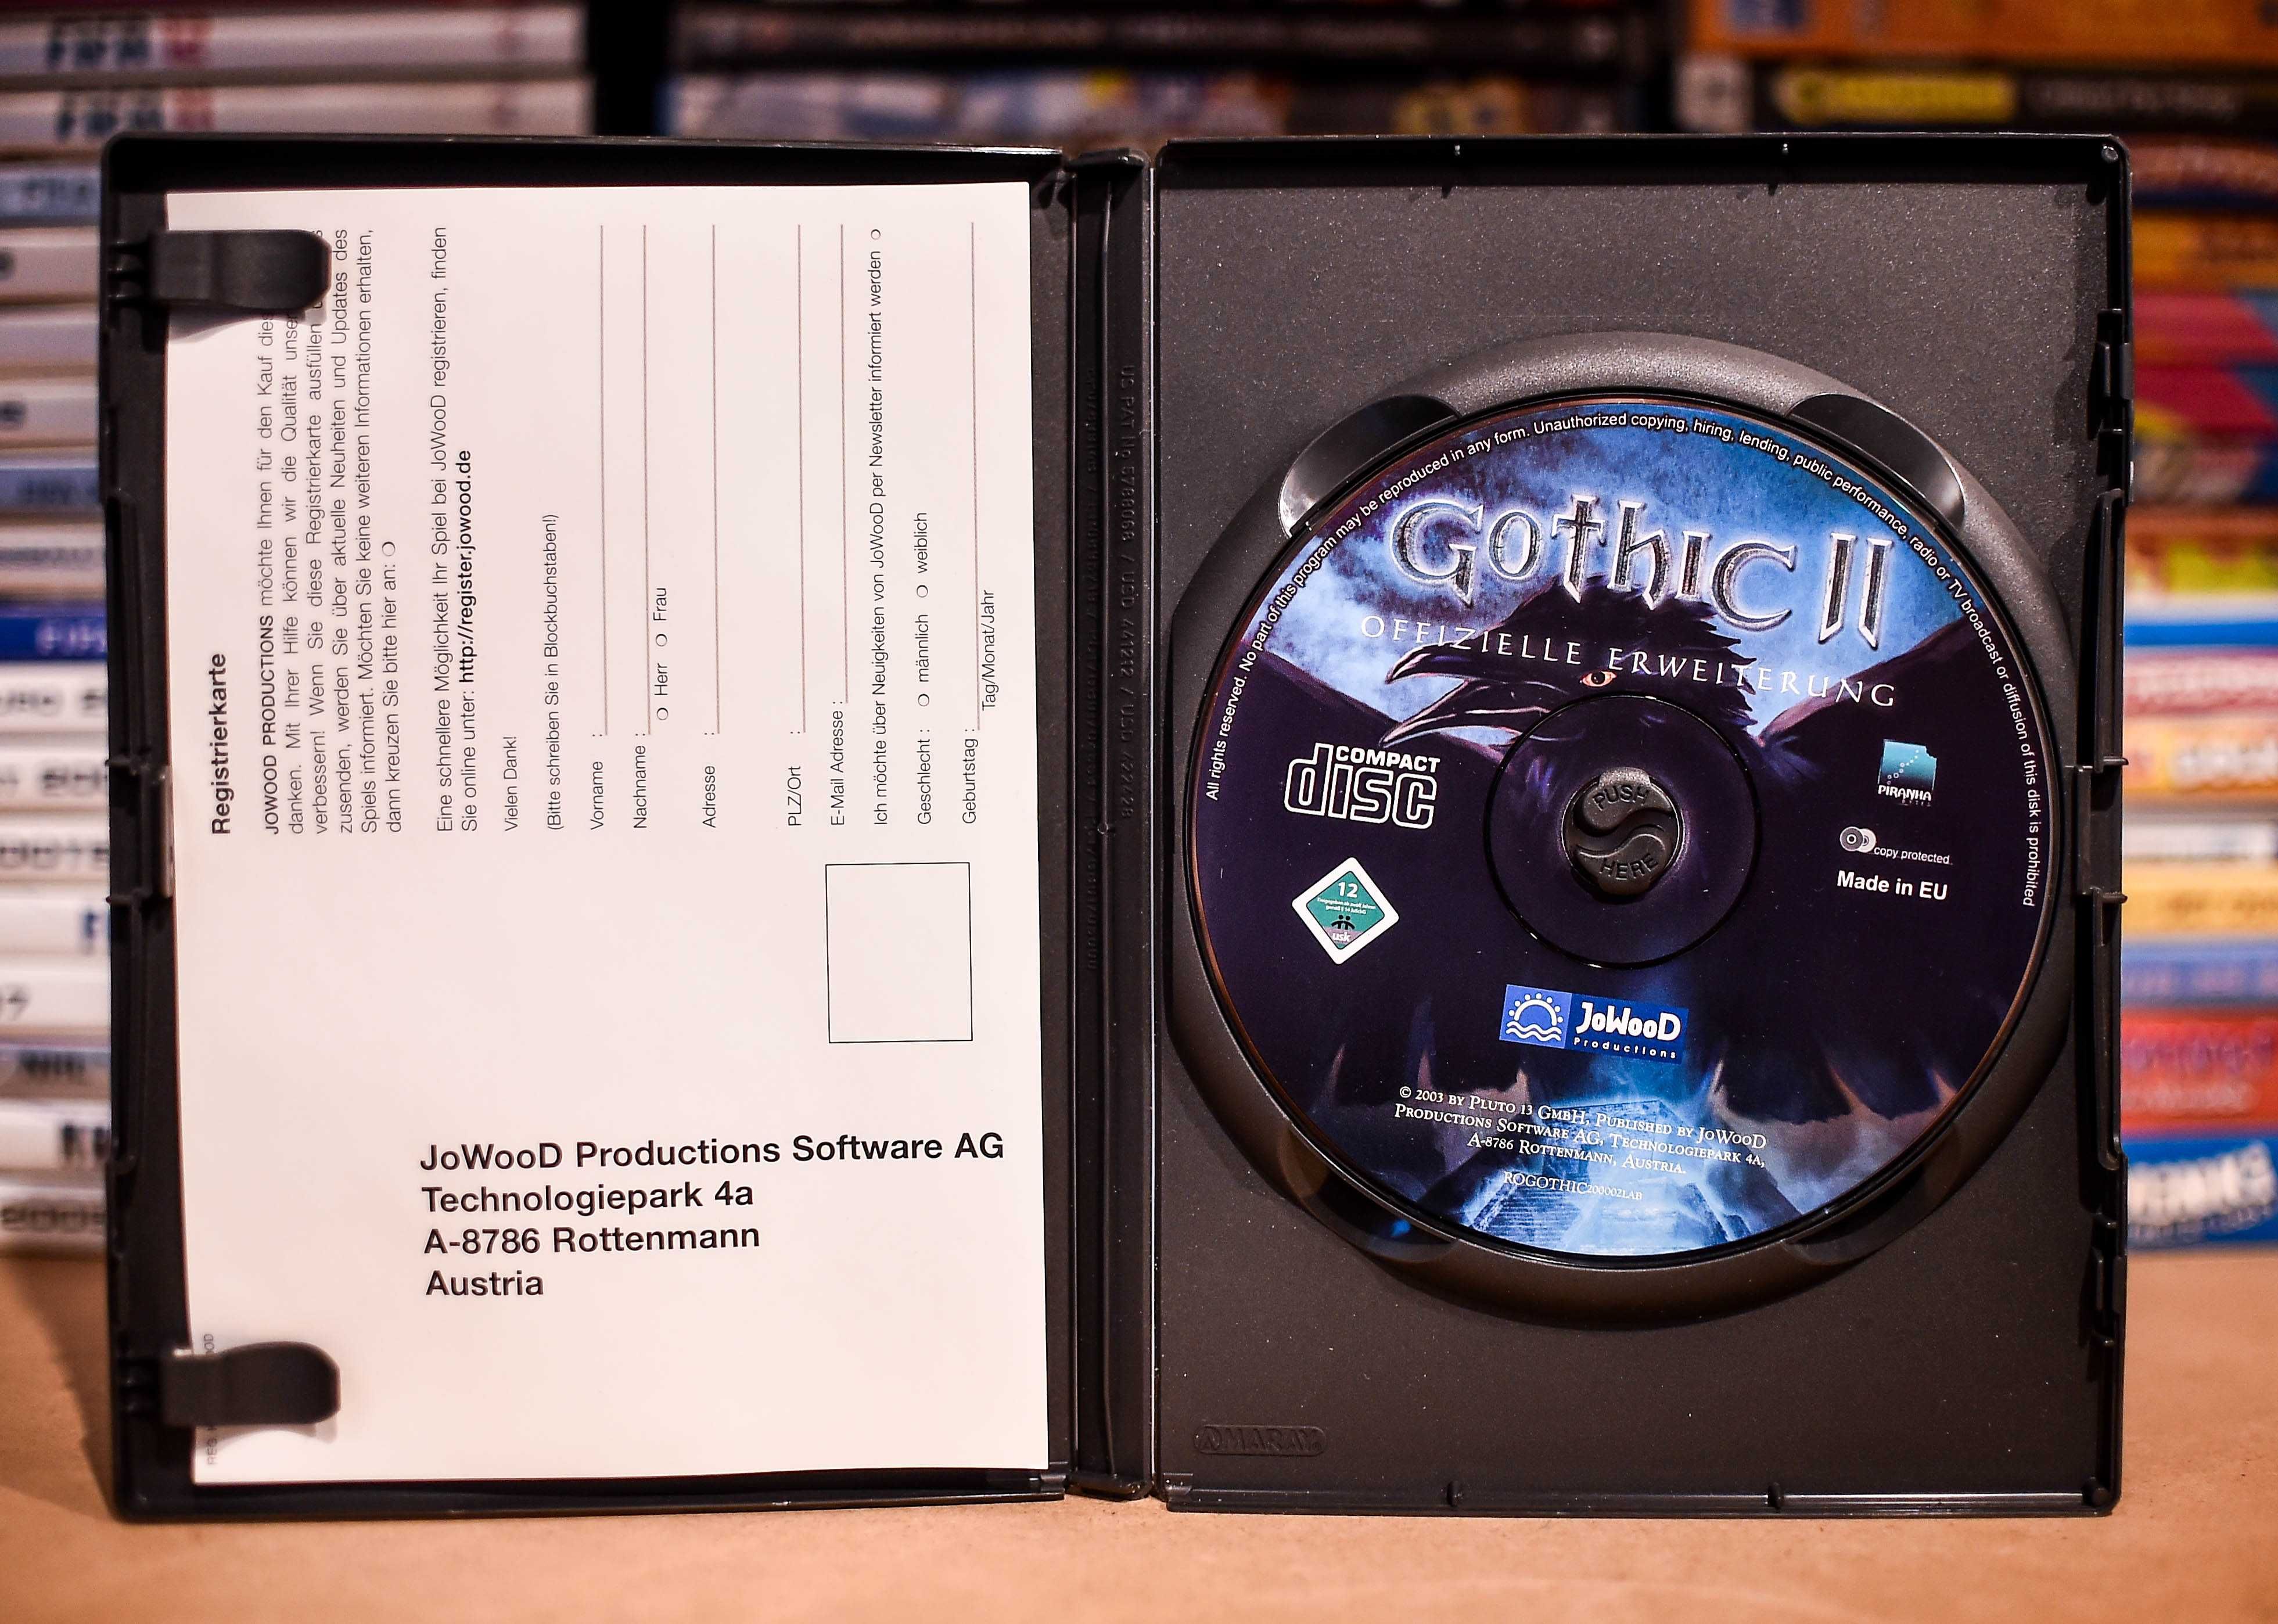 Registrierkarte
JOWOOD PRODUCTIONS möchte Ihnen für den Kauf
danken. Mit Ihrer Hilfe können wir die Qualität
verbessern! Wenn Sie diese Registrierkarte ausfüllen
zusenden, werden Sie über aktuelle Neuheiten und Updates des
Spiels informiert. Möchten Sie keine weiteren Informationen erhalten,
dann kreuzen Sie bitte hier an:
Eine schnellere Möglichkeit Ihr Spiel bei JoWooD registrieren, finden
Sie online unter: http://register.jowood.de
Vielen Dank!
(Bitte schreiben Sie in Blockbuchstaben!)
Vorname :
Nachname :
Herr Frau
Adresse :
PLZ/Ort :
E-Mail Adresse :
Ich möchte über Neuigkeiten von JoWooD per Newsletter informiert werden
Geschlecht : männlich weiblich
Geburtstag :
Tag/Monat/Jahr
JoWooD Productions Software AG
Technologiepark 4a
A-8786 Rottenmann
Austria
All rights reserved. No part of this program may be reproduced in any form. Unauthorized copying, hiring, lending, public performance, radio or TV broadcast or diffusion of this disk is prohibited
GOTHIC II
OFFIZIELLE ERWEITERUNG
COMPACT
disc
PUSH
HERE
PIRANHA
BYTES
copy protected
Made in EU
12
usk
JoWooD
Productions
© 2003 BY PLUTO 13 GMBH, PUBLISHED BY JOWOOD
PRODUCTIONS SOFTWARE AG, TECHNOLOGIEPARK 4A,
A-8786 ROTTENMANN, AUSTRIA.
ROGOTHIC200002LAB
AMARAY